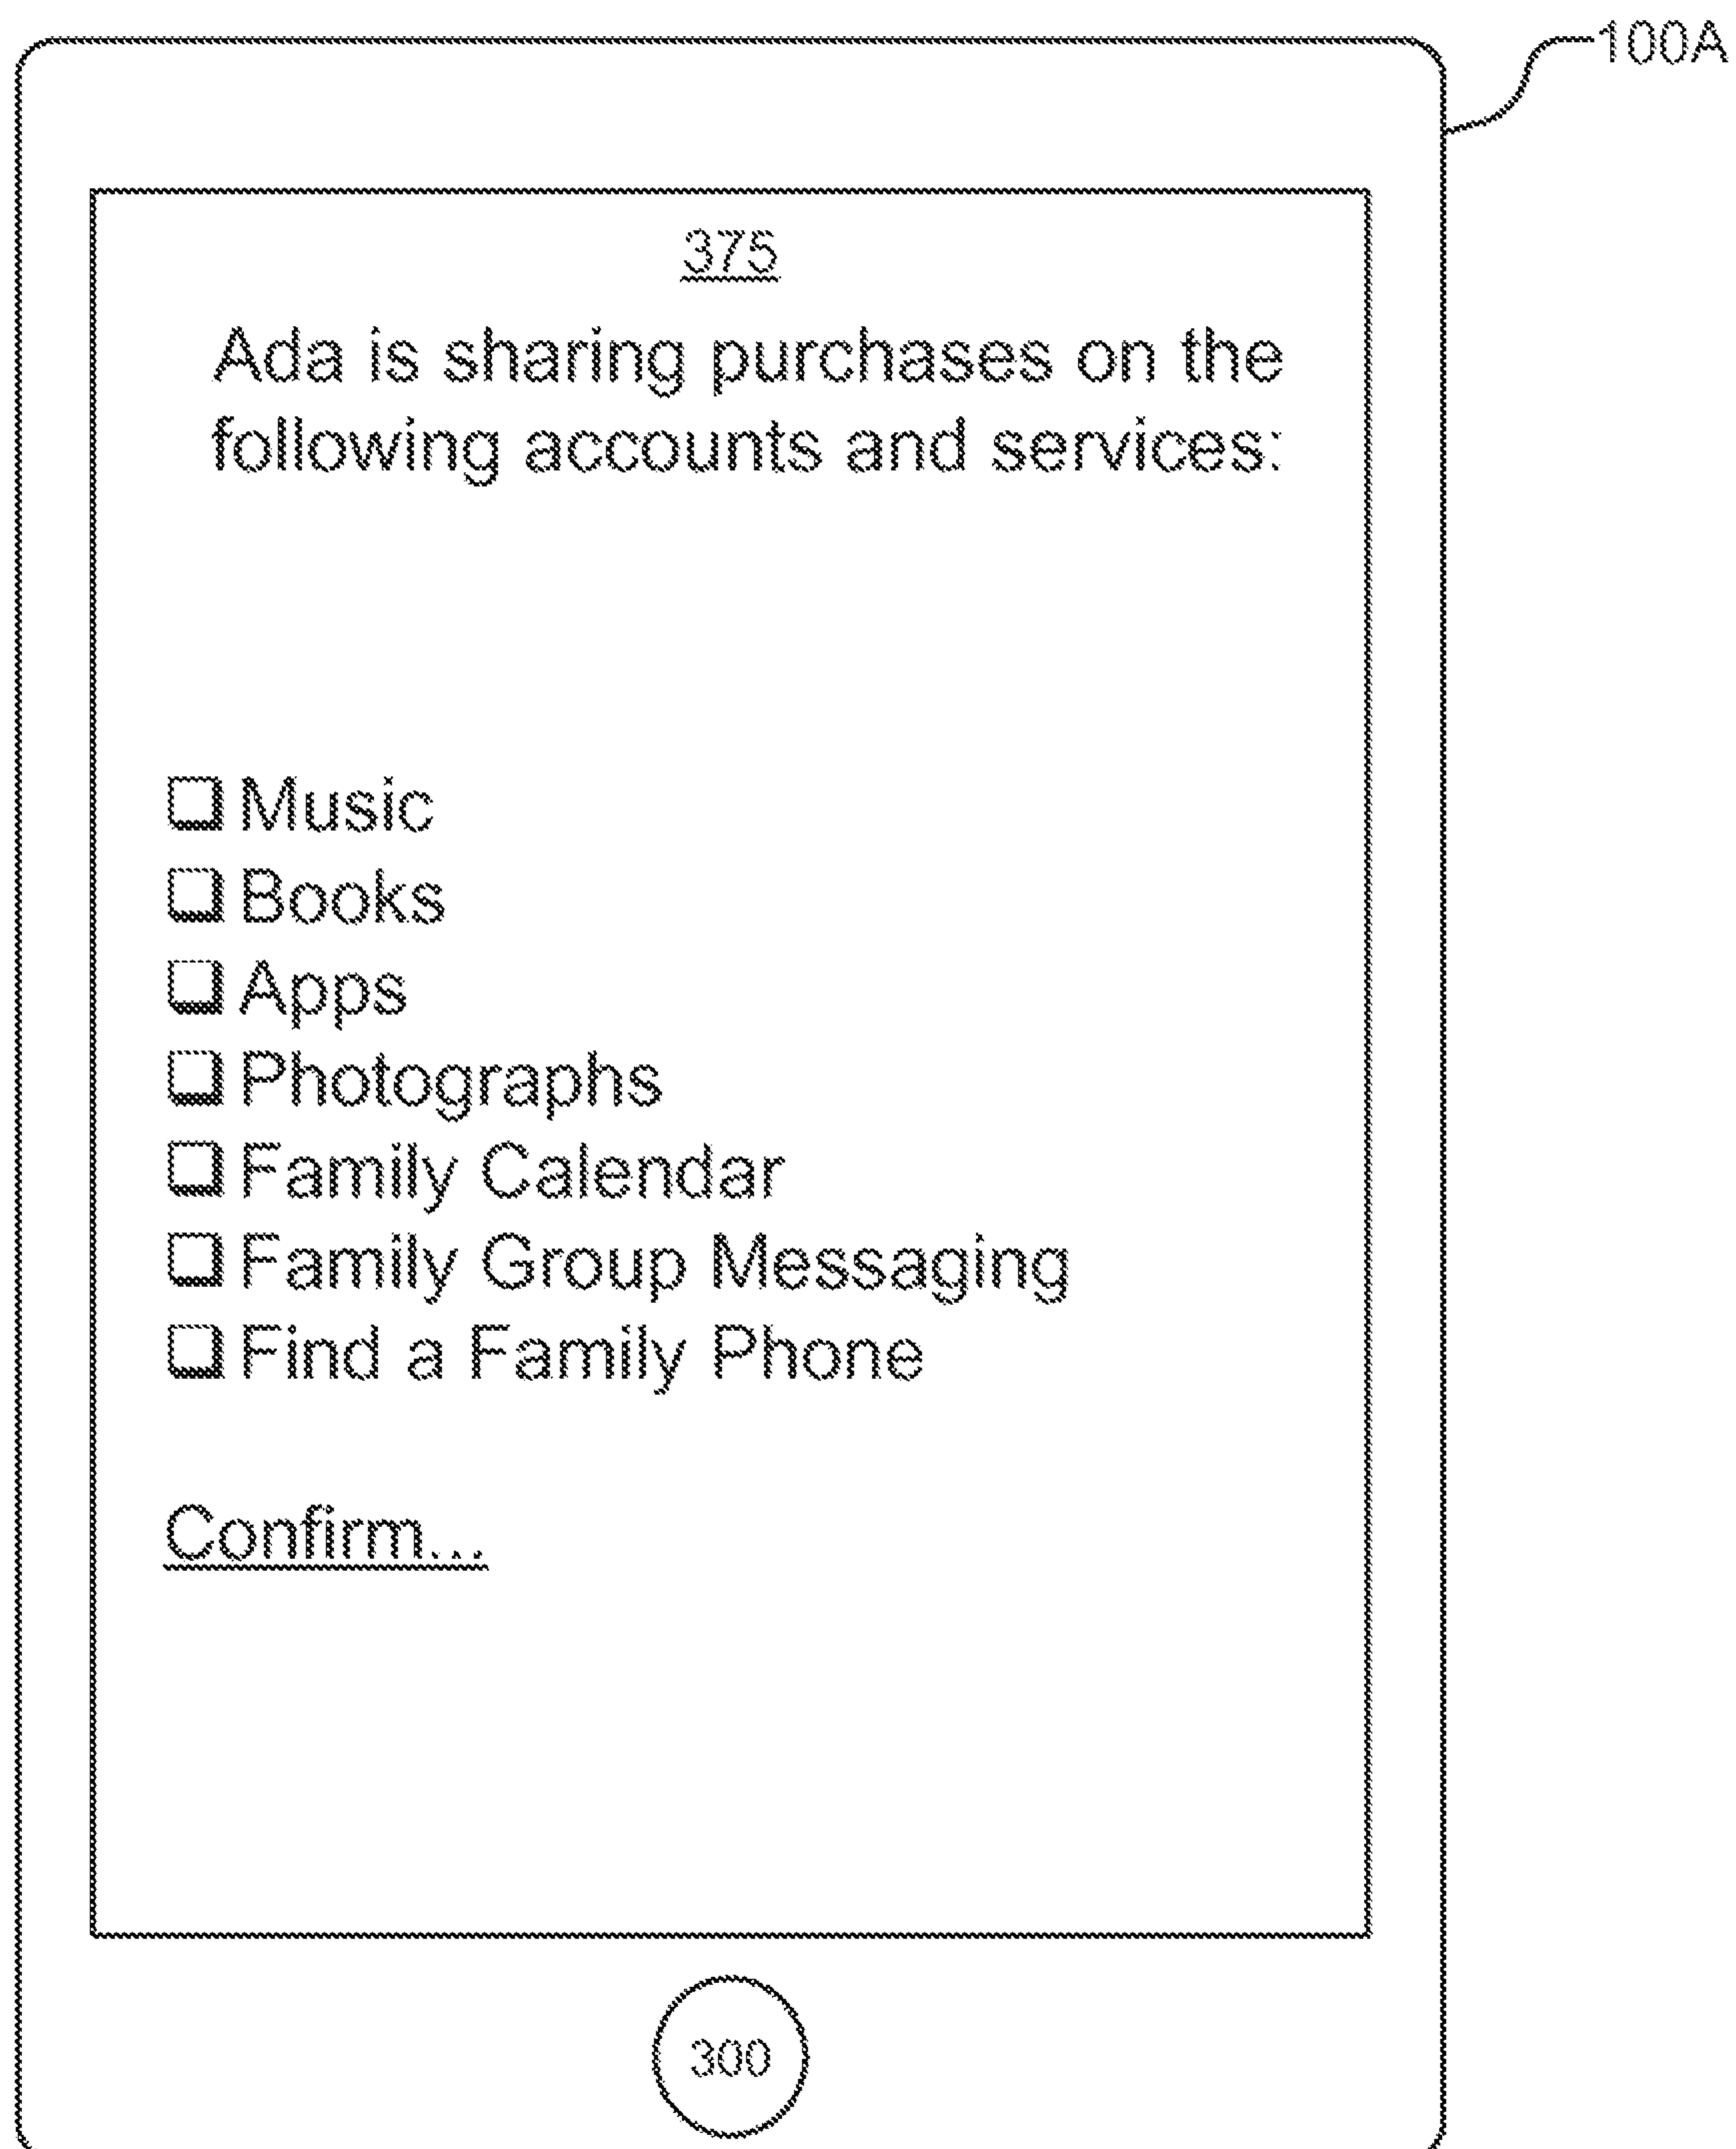 100A
375
Ada is sharing purchases on the
following accounts and services:
Music
Books
Apps
Photographs
Family Calendar
Family Group Messaging
Find a Family Phone
Confirm...
300